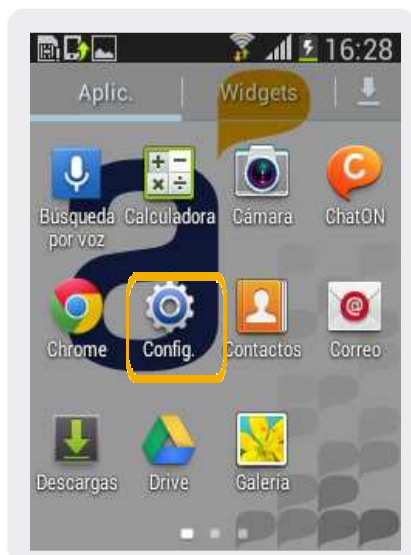 16:28
Aplic. Widgets
Búsqueda por voz Calculadora Cámara ChatON
Chrome Config. Contactos Correo
Descargas Drive Galería